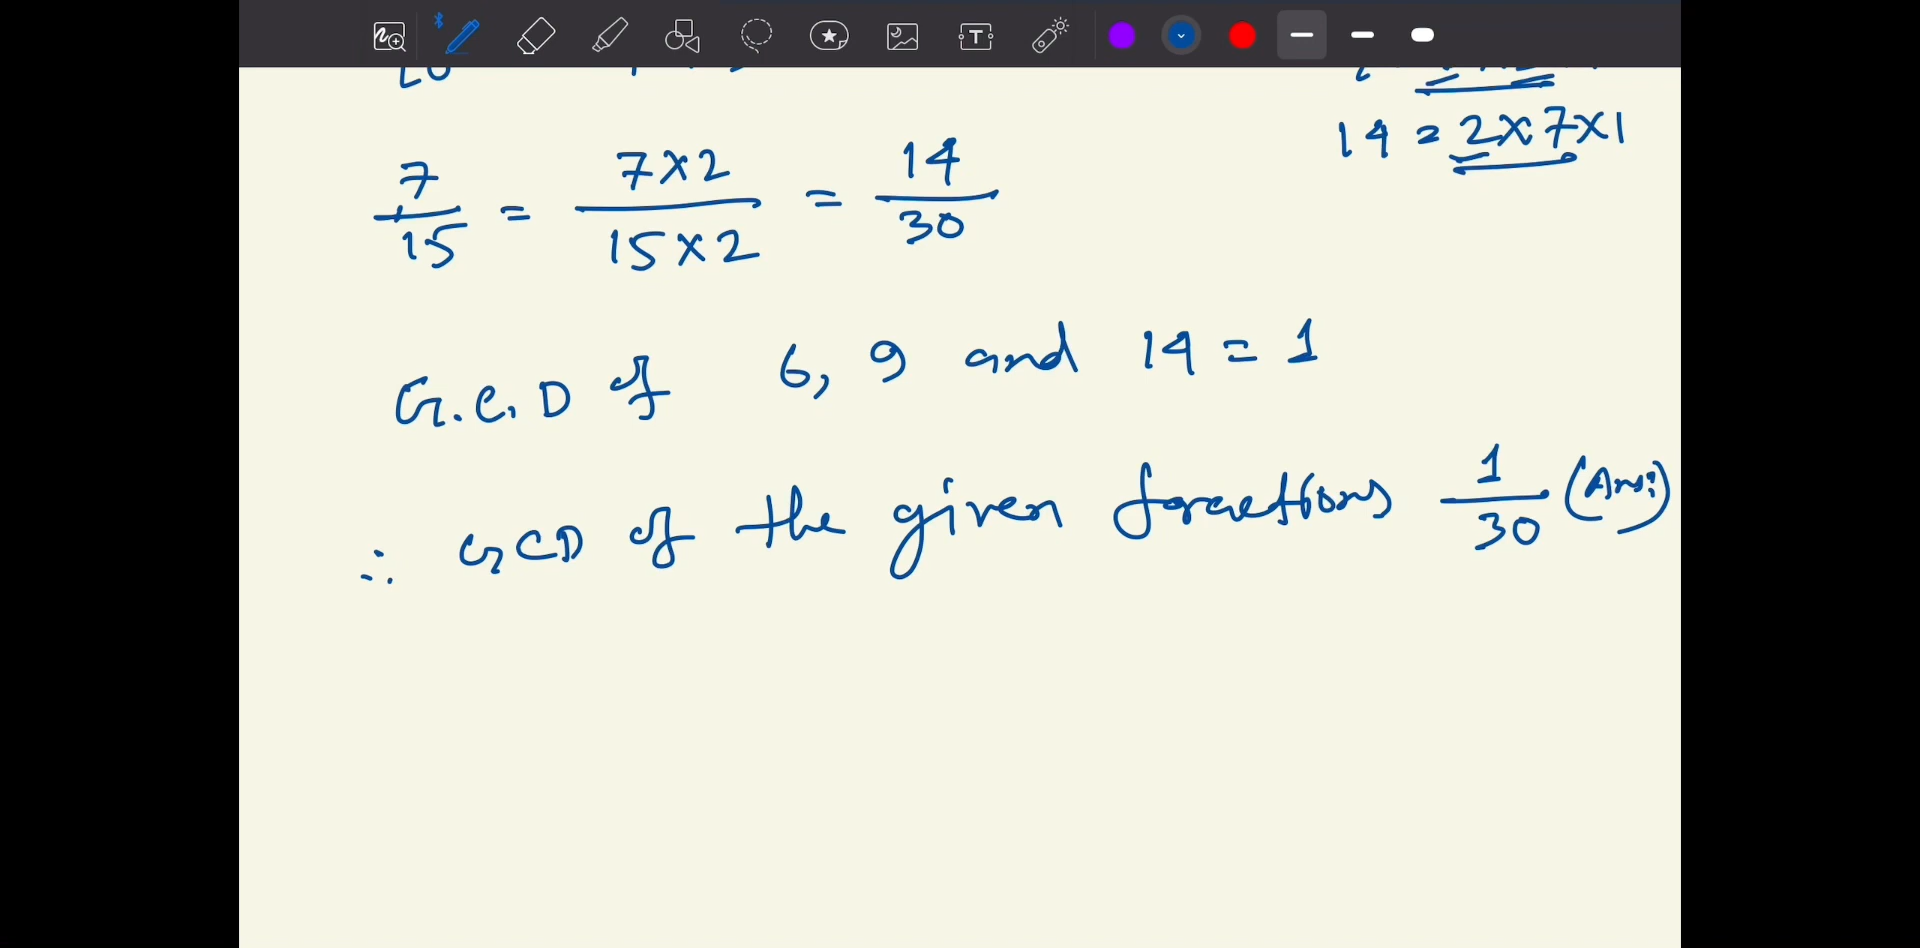 14 = 2×7×1
7/15 = 7×2/15×2 = 14/30
G.C.D of 6, 9 and 14 = 1
∴ GCD of the given fractions 1/30 (Ans:)